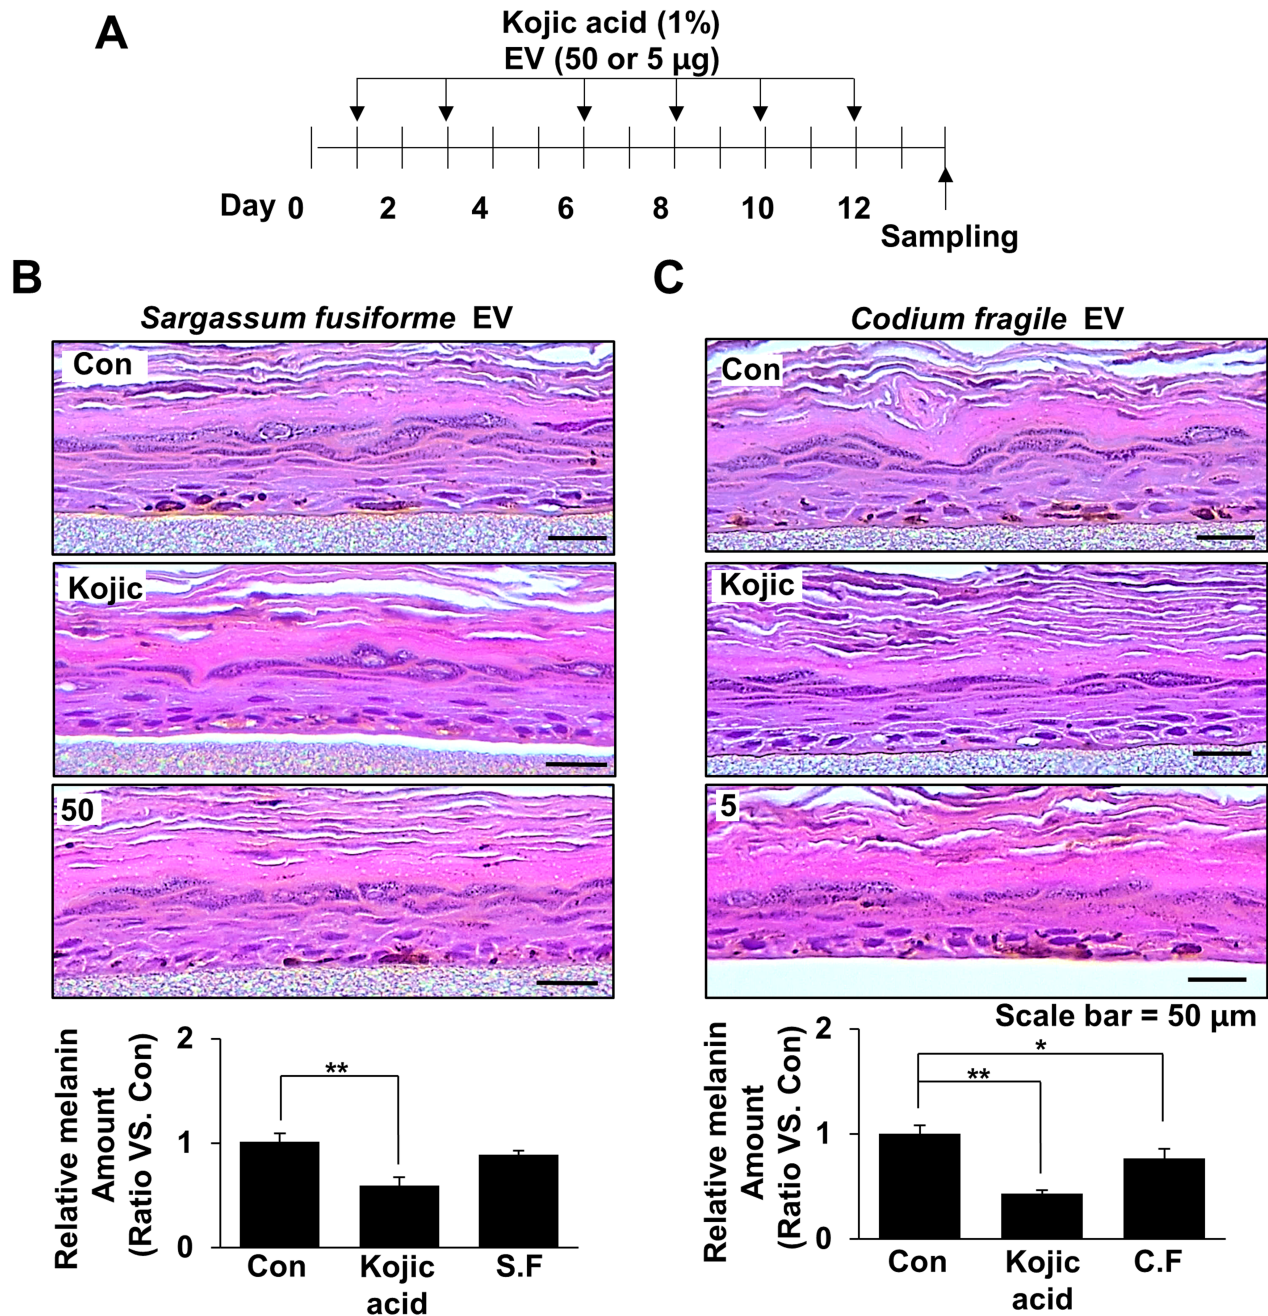 A
Kojic acid (1%)
EV (50 or 5 µg)
Day 0 2 4 6 8 10 12
Sampling
B
Sargassum fusiforme EV
Con
Kojic
50
Relative melanin
Amount
(Ratio VS. Con)
2
1
0
**
Con
Kojic
acid
S.F
C
Codium fragile EV
Con
Kojic
5
Scale bar = 50 µm
Relative melanin
Amount
(Ratio VS. Con)
2
1
0
*
**
Con
Kojic
acid
C.F